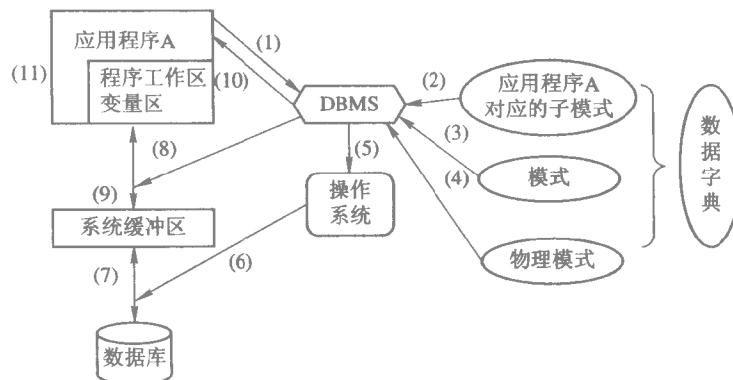 应用程序A
(1)
(11)
程序工作区
变量区
(10)
DBMS
(2)
应用程序A
对应的子模式
(8)
(5)
(3)
(4)
模式
(9)
系统缓冲区
操作
系统
物理模式
(7)
(6)
数据库
数
据
字
典